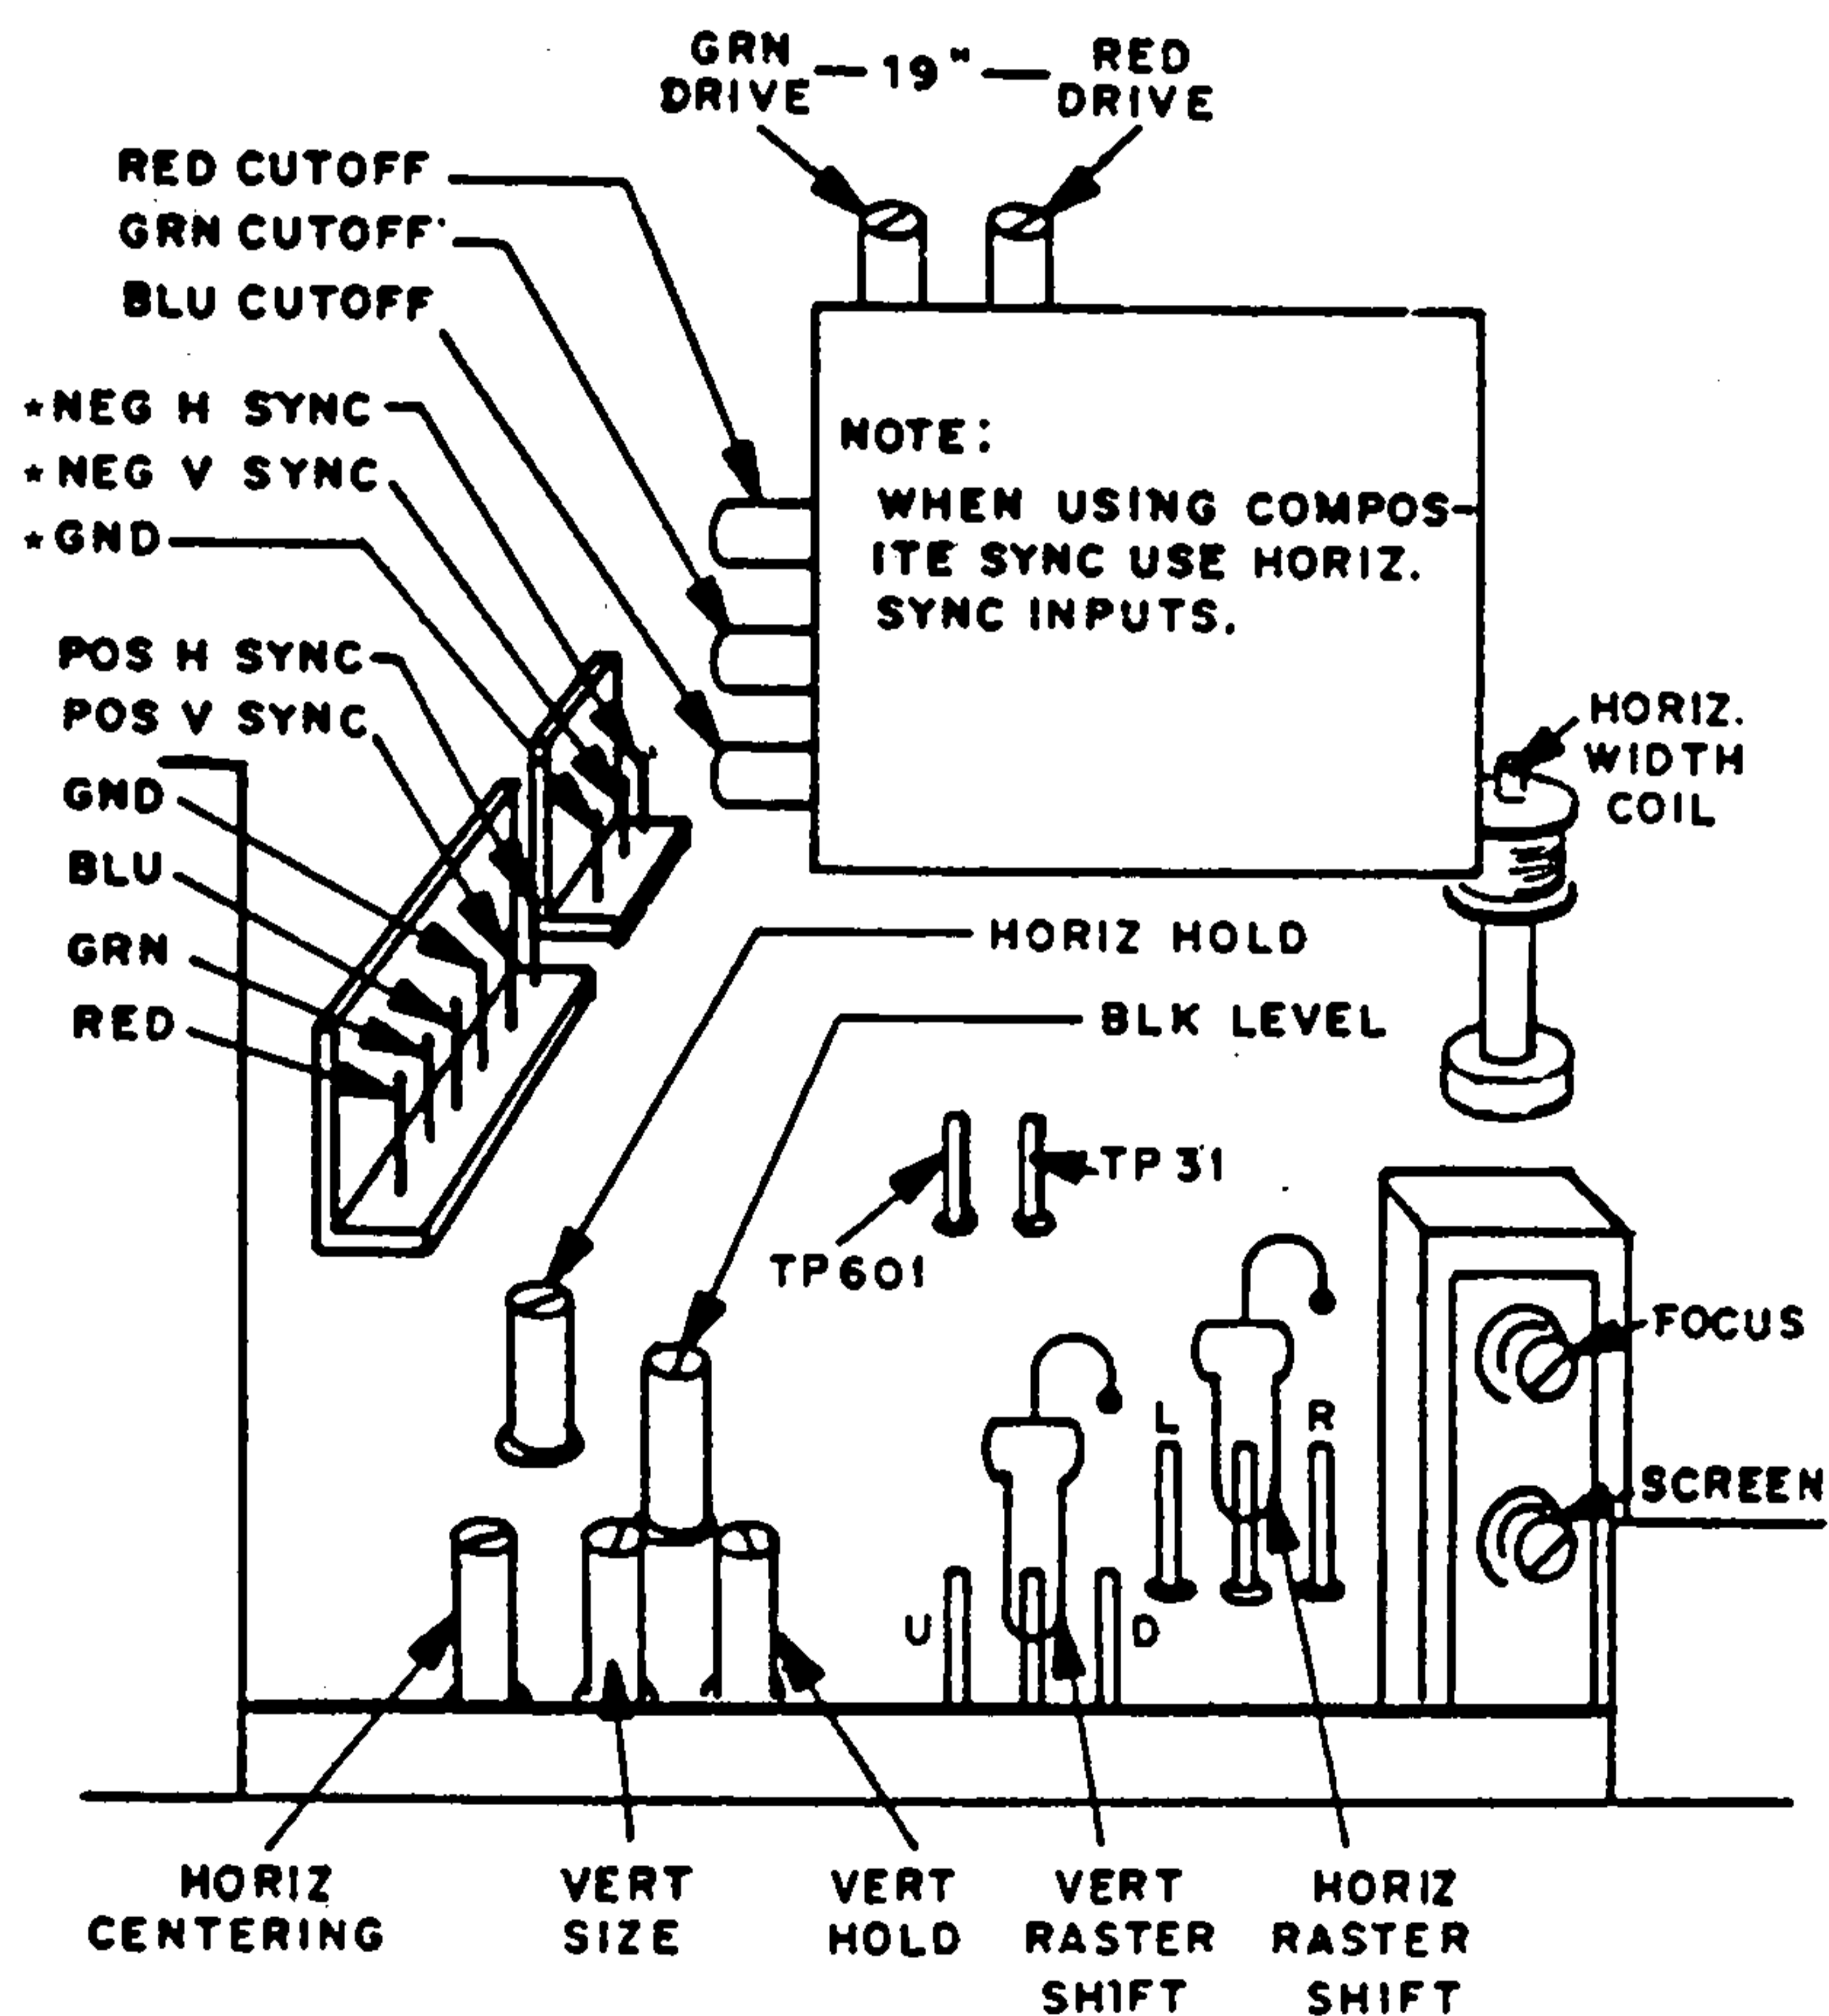 GRN DRIVE — 19" — RED DRIVE
RED CUTOFF
GRN CUTOFF
BLU CUTOFF
*NEG H SYNC
*NEG V SYNC
*GND
POS H SYNC
POS V SYNC
GND
BLU
GRN
RED
NOTE:
WHEN USING COMPOS-
ITE SYNC USE HORIZ.
SYNC INPUTS.
HORIZ.
WIDTH
COIL
HORIZ HOLD
BLK LEVEL
TP31
TP601
FOCUS
L
R
SCREEN
U
D
HORIZ
CENTERING
VERT
SIZE
VERT
HOLD
VERT
RASTER
SHIFT
HORIZ
RASTER
SHIFT